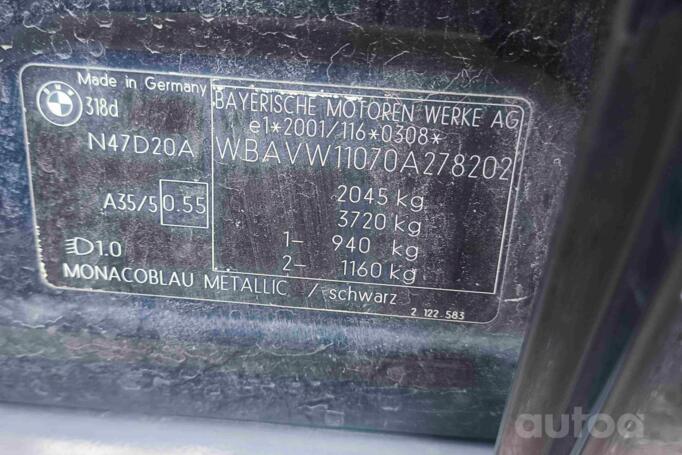 Made in Germany
BMW
318d
N47D20A
A35/5 0.55
1.0
BAYERISCHE MOTOREN WERKE AG
e1*2001/116*0308*
WBAVW11070A278202
2045 kg
3720 kg
1- 940 kg
2- 1160 kg
MONACOBLAU METALLIC / schwarz
2 122 583
autoa